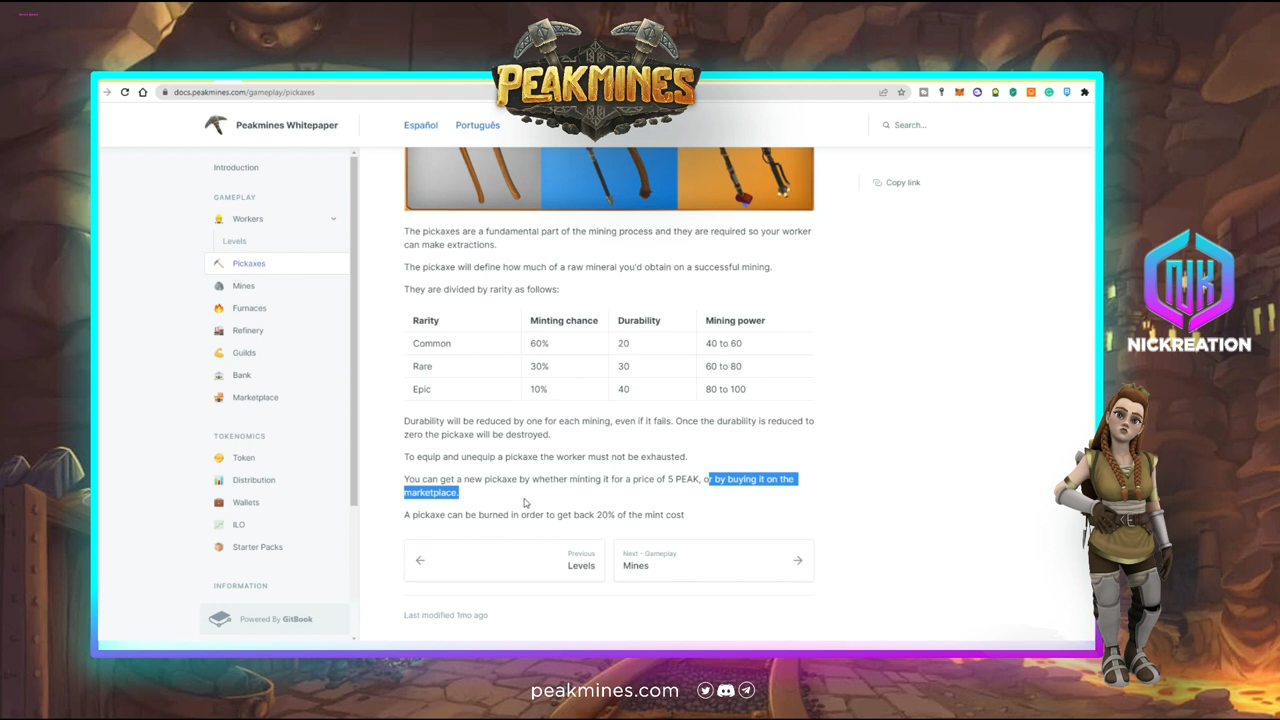 PEAKMINES
docs.peakmines.com/gameplay/pickaxes
Peakmines Whitepaper
Español
Português
Search...
Introduction
GAMEPLAY
Workers
Levels
Pickaxes
Mines
Furnaces
Refinery
Guilds
Bank
Marketplace
TOKENOMICS
Token
Distribution
Wallets
ILO
Starter Packs
INFORMATION
Powered By GitBook
Copy link
The pickaxes are a fundamental part of the mining process and they are required so your worker
can make extractions.
The pickaxe will define how much of a raw mineral you'd obtain on a successful mining.
They are divided by rarity as follows:
Rarity Minting chance Durability Mining power
Common 60% 20 40 to 60
Rare 30% 30 60 to 80
Epic 10% 40 80 to 100
Durability will be reduced by one for each mining, even if it fails. Once the durability is reduced to
zero the pickaxe will be destroyed.
To equip and unequip a pickaxe the worker must not be exhausted.
You can get a new pickaxe by whether minting it for a price of 5 PEAK, or by buying it on the
marketplace.
A pickaxe can be burned in order to get back 20% of the mint cost
Previous
Levels
Next - Gameplay
Mines
Last modified 1mo ago
NICKREATION
peakmines.com